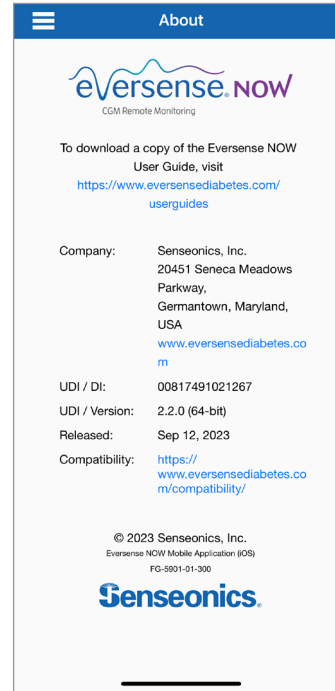 About
eversense® NOW
CGM Remote Monitoring
To download a copy of the Eversense NOW
User Guide, visit
https://www.eversensediabetes.com/
userguides
Company: Senseonics, Inc.
20451 Seneca Meadows
Parkway,
Germantown, Maryland,
USA
www.eversensediabetes.co
m
UDI / DI: 00817491021267
UDI / Version: 2.2.0 (64-bit)
Released: Sep 12, 2023
Compatibility: https://
www.eversensediabetes.co
m/compatibility/
© 2023 Senseonics, Inc.
Eversense NOW Mobile Application (iOS)
FG-5901-01-300
Senseonics®